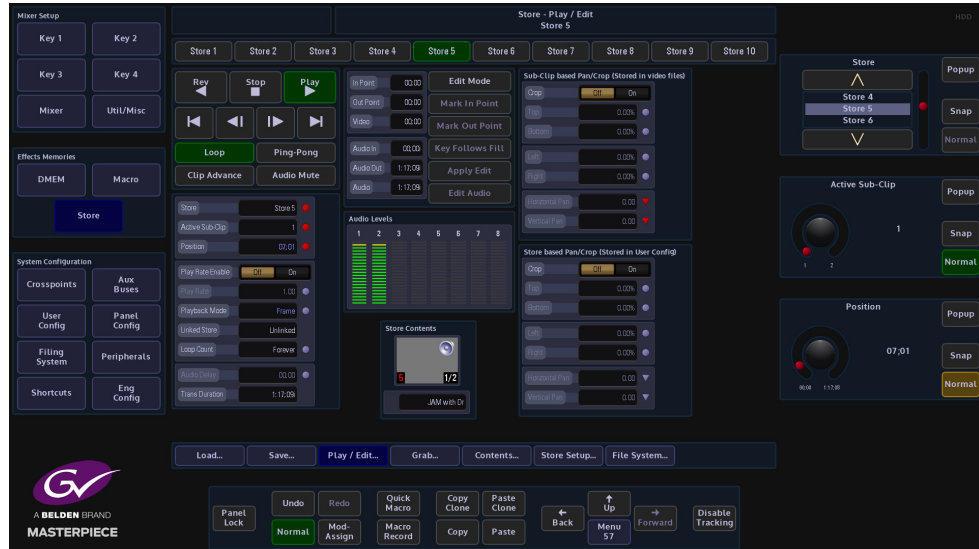 Mixer Setup
Key 1 Key 2
Key 3 Key 4
Mixer Util/Misc
Effects Memories
DMEM Macro
Store
System Configuration
Crosspoints Aux Buses
User Config Panel Config
Filing System Peripherals
Shortcuts Eng Config
GV
A BELDEN BRAND
MASTERPIECE
Store - Play / Edit
Store 5
HDD
Store 1 Store 2 Store 3 Store 4 Store 5 Store 6 Store 7 Store 8 Store 9 Store 10
Rev Stop Play
Loop Ping-Pong
Clip Advance Audio Mute
Store Store 5
Active Sub-Clip 1
Position 07;01
Play Rate Enable Off On
Play Rate 1.00
Playback Mode Frame
Linked Store Unlinked
Loop Count Forever
Audio Delay 00;00
Trans Duration 1:17;09
In Point 00;00 Edit Mode
Out Point 00;00 Mark In Point
Video 00;00 Mark Out Point
Audio In 00;00 Key Follows Fill
Audio Out 1:17;09 Apply Edit
Audio 1:17;09 Edit Audio
Audio Levels
1 2 3 4 5 6 7 8
Store Contents
5 1/2
JAM with Dr
Sub-Clip based Pan/Crop (Stored in video files)
Crop Off On
Top 0.00%
Bottom 0.00%
Left 0.00%
Right 0.00%
Horizontal Pan 0.00
Vertical Pan 0.00
Store based Pan/Crop (Stored in User Config)
Crop Off On
Top 0.00%
Bottom 0.00%
Left 0.00%
Right 0.00%
Horizontal Pan 0.00
Vertical Pan 0.00
Store Popup
Store 4
Store 5 Snap
Store 6
Normal
Active Sub-Clip Popup
1 Snap
1 2 Normal
Position Popup
07;01 Snap
00;00 1:17;08 Normal
Load... Save... Play / Edit... Grab... Contents... Store Setup... File System...
Panel Lock
Undo Redo
Normal Mod-Assign
Quick Macro
Macro Record
Copy Clone Paste Clone
Copy Paste
Back
Up
Menu 57
Forward
Disable Tracking